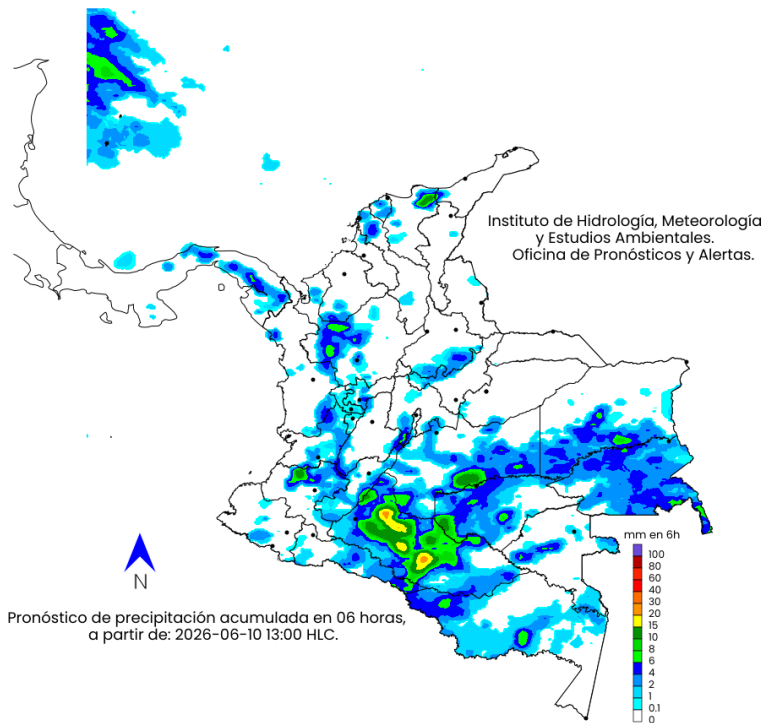 Instituto de Hidrología, Meteorología
y Estudios Ambientales.
Oficina de Pronósticos y Alertas.
N
Pronóstico de precipitación acumulada en 06 horas,
a partir de: 2026-06-10 13:00 HLC.
mm en 6h
100
80
60
40
30
20
15
10
8
6
4
2
1
0.1
0